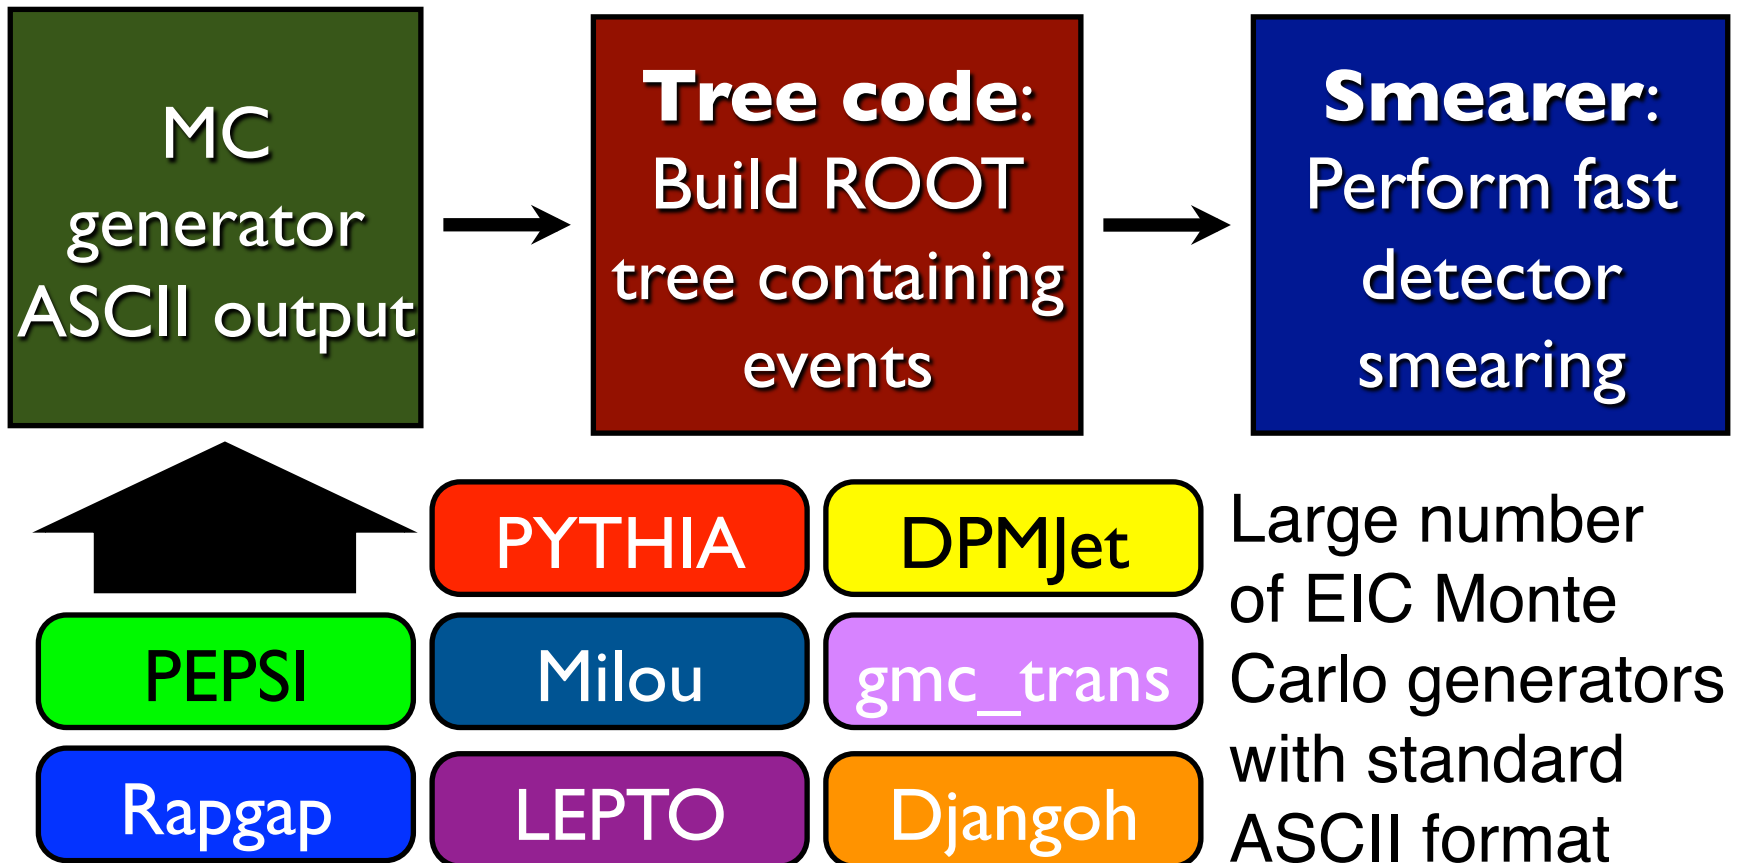 MC
generator
ASCII output
Tree code:
Build ROOT
tree containing
events
Smearer:
Perform fast
detector
smearing
PYTHIA
DPMJet
PEPSI
Milou
gmc_trans
Rapgap
LEPTO
Djangoh
Large number
of EIC Monte
Carlo generators
with standard
ASCII format